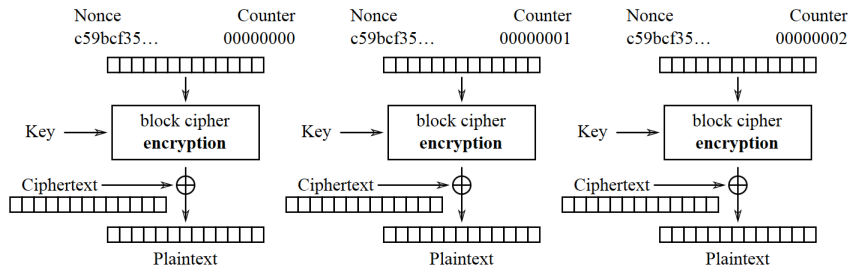 Nonce Counter
c59bcf35... 00000000
Key
block cipher
encryption
Ciphertext
Plaintext
Nonce Counter
c59bcf35... 00000001
Key
block cipher
encryption
Ciphertext
Plaintext
Nonce Counter
c59bcf35... 00000002
Key
block cipher
encryption
Ciphertext
Plaintext